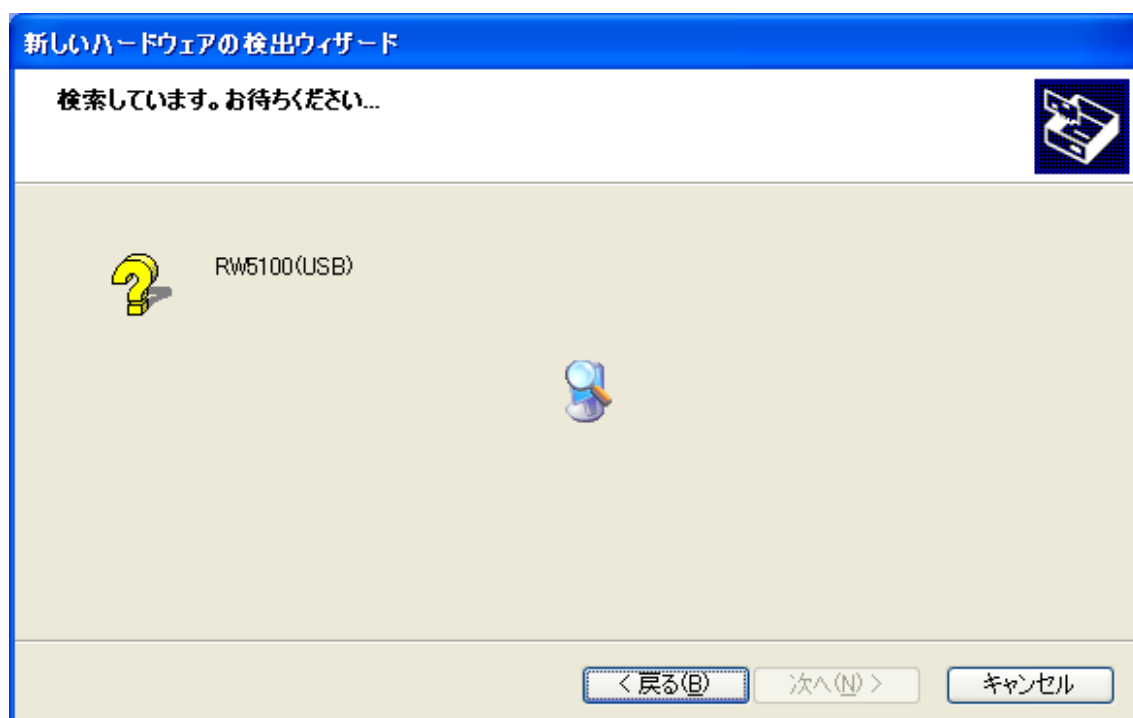 新しいハードウェアの検出ウィザード
検索しています。お待ちください...
RW5100(USB)
< 戻る(B)
次へ(N) >
キャンセル